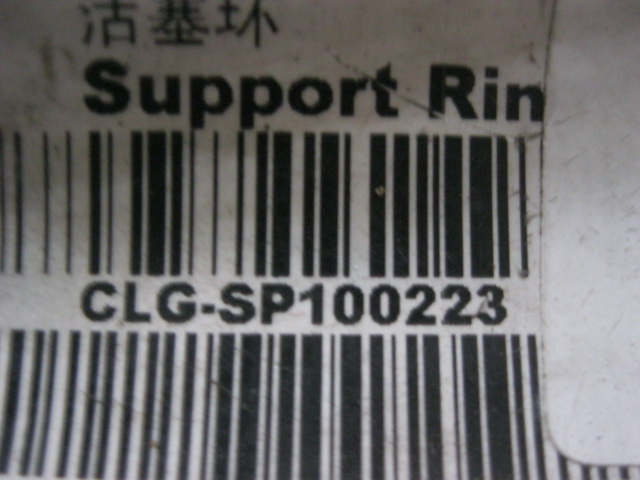 活塞环
Support Rin
CLG-SP100223